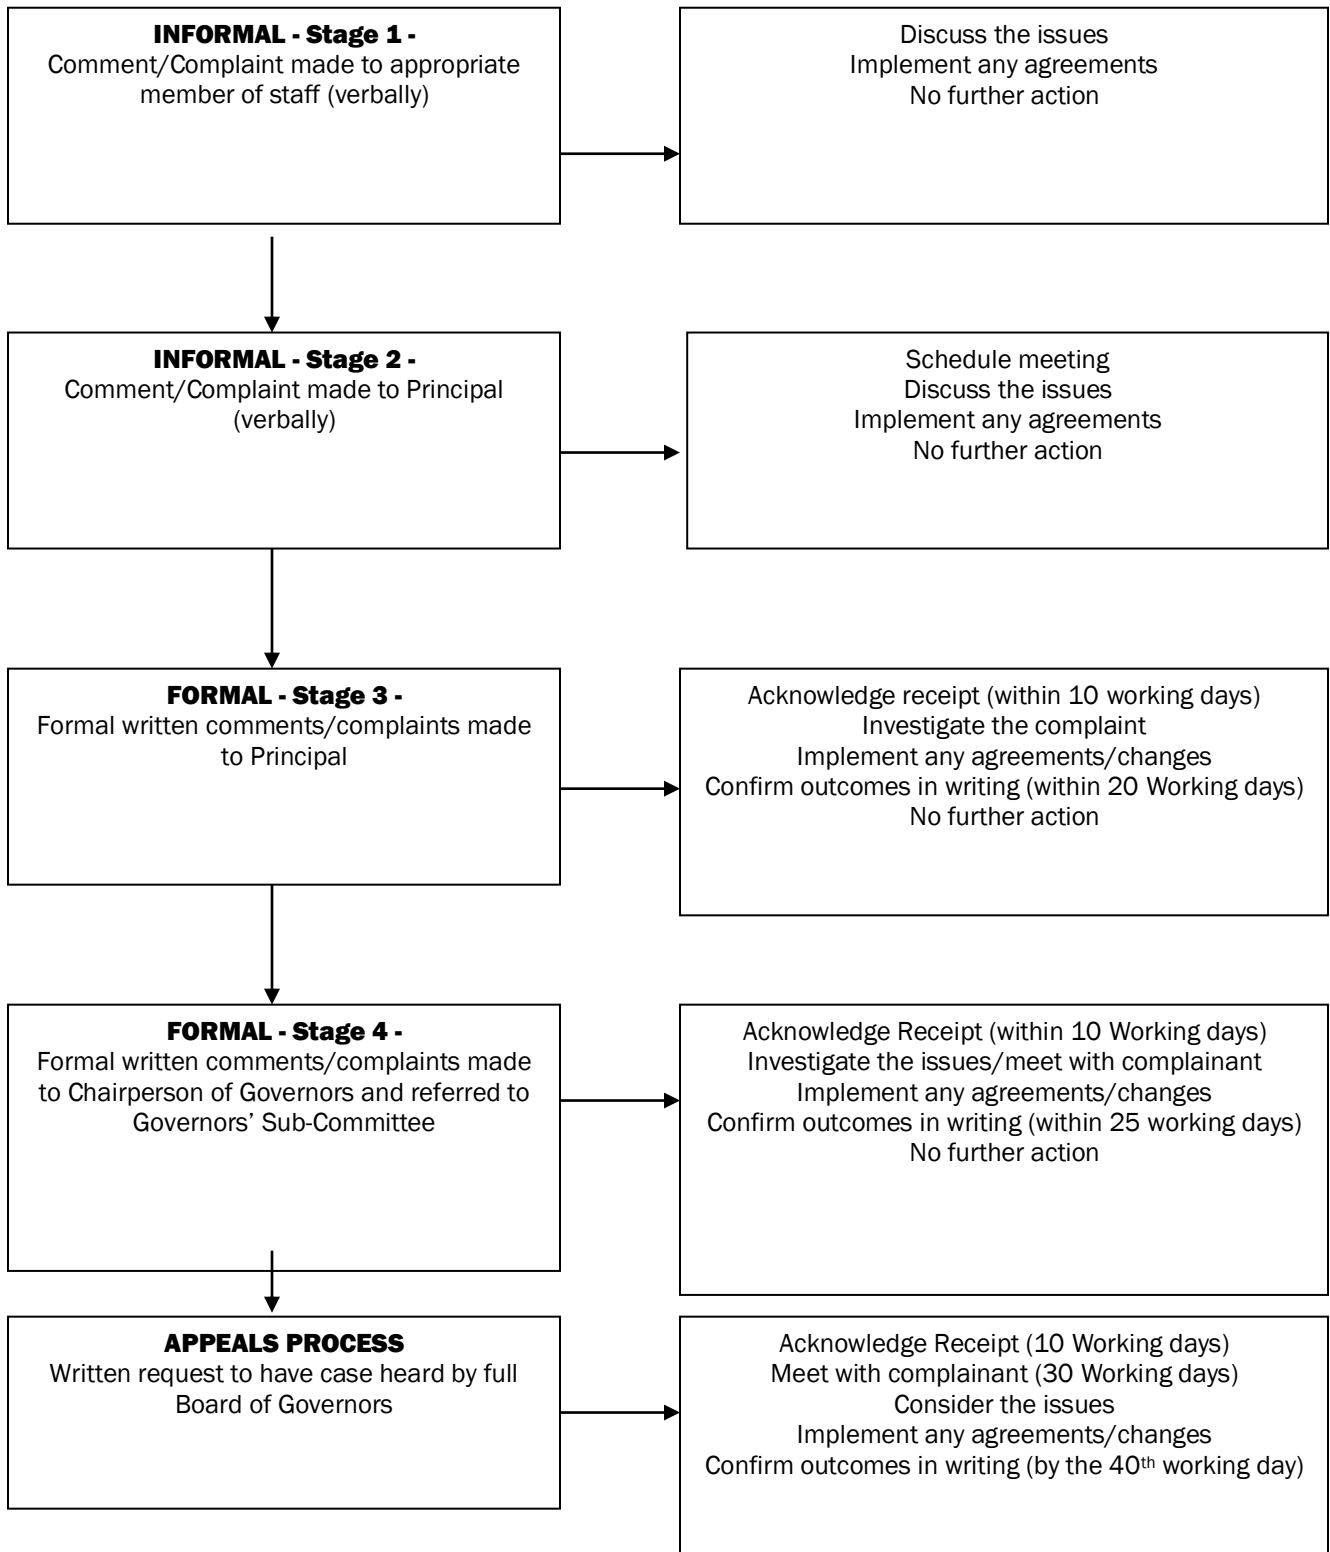 INFORMAL - Stage 1 -
Comment/Complaint made to appropriate
member of staff (verbally)
Discuss the issues
Implement any agreements
No further action
INFORMAL - Stage 2 -
Comment/Complaint made to Principal
(verbally)
Schedule meeting
Discuss the issues
Implement any agreements
No further action
FORMAL - Stage 3 -
Formal written comments/complaints made
to Principal
Acknowledge receipt (within 10 working days)
Investigate the complaint
Implement any agreements/changes
Confirm outcomes in writing (within 20 Working days)
No further action
FORMAL - Stage 4 -
Formal written comments/complaints made
to Chairperson of Governors and referred to
Governors’ Sub-Committee
Acknowledge Receipt (within 10 Working days)
Investigate the issues/meet with complainant
Implement any agreements/changes
Confirm outcomes in writing (within 25 working days)
No further action
APPEALS PROCESS
Written request to have case heard by full
Board of Governors
Acknowledge Receipt (10 Working days)
Meet with complainant (30 Working days)
Consider the issues
Implement any agreements/changes
Confirm outcomes in writing (by the 40th working day)